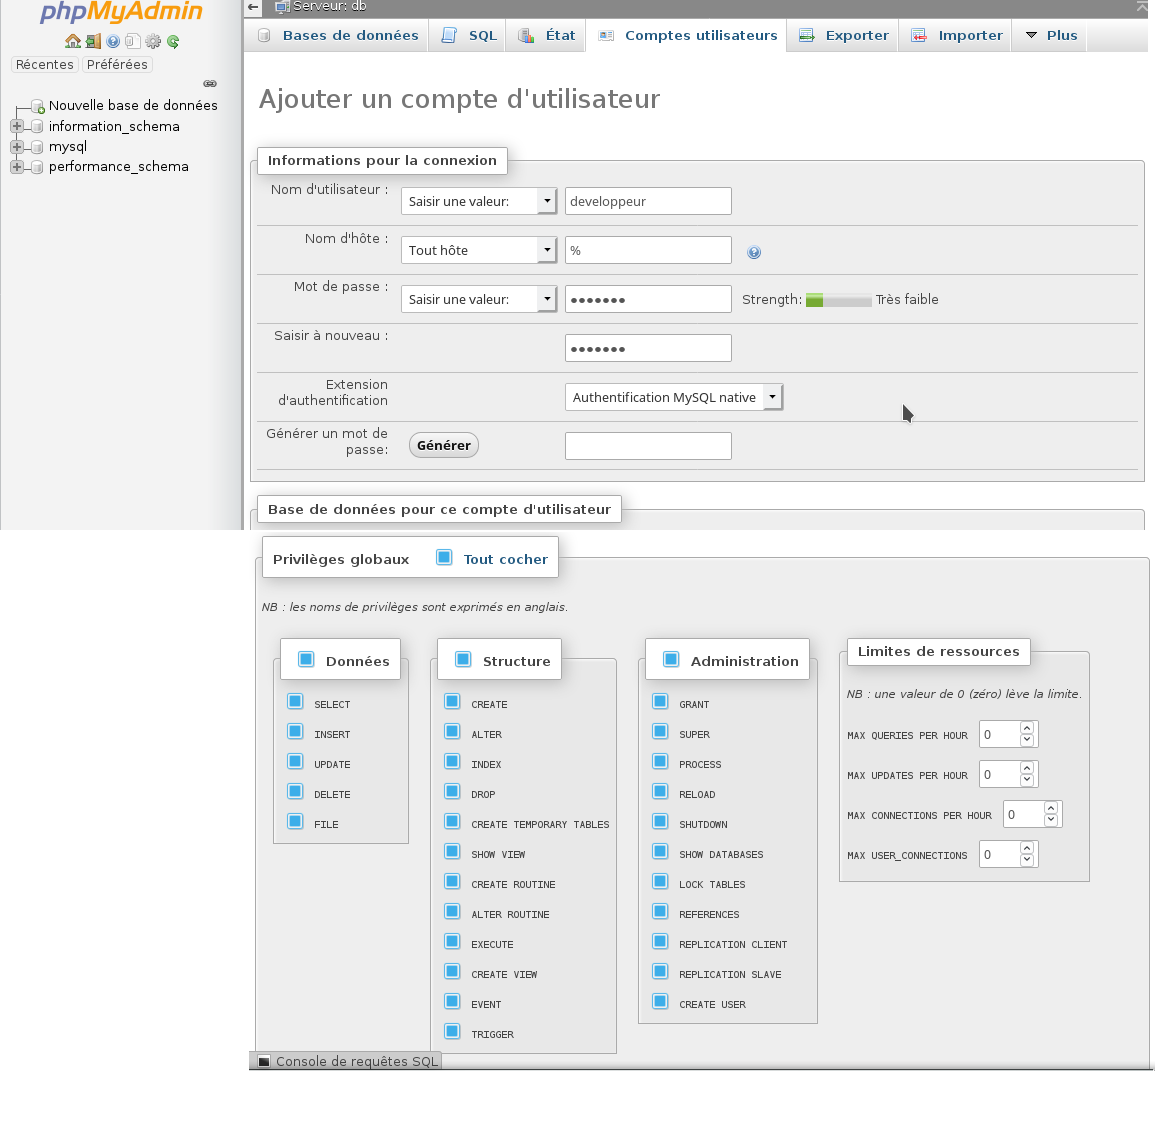 phpMyAdmin
Récentes Préférées
Nouvelle base de données
information_schema
mysql
performance_schema
Serveur: db
Bases de données SQL État Comptes utilisateurs Exporter Importer Plus
Ajouter un compte d'utilisateur
Informations pour la connexion
Nom d'utilisateur : Saisir une valeur: developpeur
Nom d'hôte : Tout hôte %
Mot de passe : Saisir une valeur: ••••••• Strength: Très faible
Saisir à nouveau : •••••••
Extension
d'authentification Authentification MySQL native
Générer un mot de
passe: Générer
Base de données pour ce compte d'utilisateur
Privilèges globaux Tout cocher
NB : les noms de privilèges sont exprimés en anglais.
Données
SELECT
INSERT
UPDATE
DELETE
FILE
Structure
CREATE
ALTER
INDEX
DROP
CREATE TEMPORARY TABLES
SHOW VIEW
CREATE ROUTINE
ALTER ROUTINE
EXECUTE
CREATE VIEW
EVENT
TRIGGER
Administration
GRANT
SUPER
PROCESS
RELOAD
SHUTDOWN
SHOW DATABASES
LOCK TABLES
REFERENCES
REPLICATION CLIENT
REPLICATION SLAVE
CREATE USER
Limites de ressources
NB : une valeur de 0 (zéro) lève la limite.
MAX QUERIES PER HOUR 0
MAX UPDATES PER HOUR 0
MAX CONNECTIONS PER HOUR 0
MAX USER_CONNECTIONS 0
Console de requêtes SQL